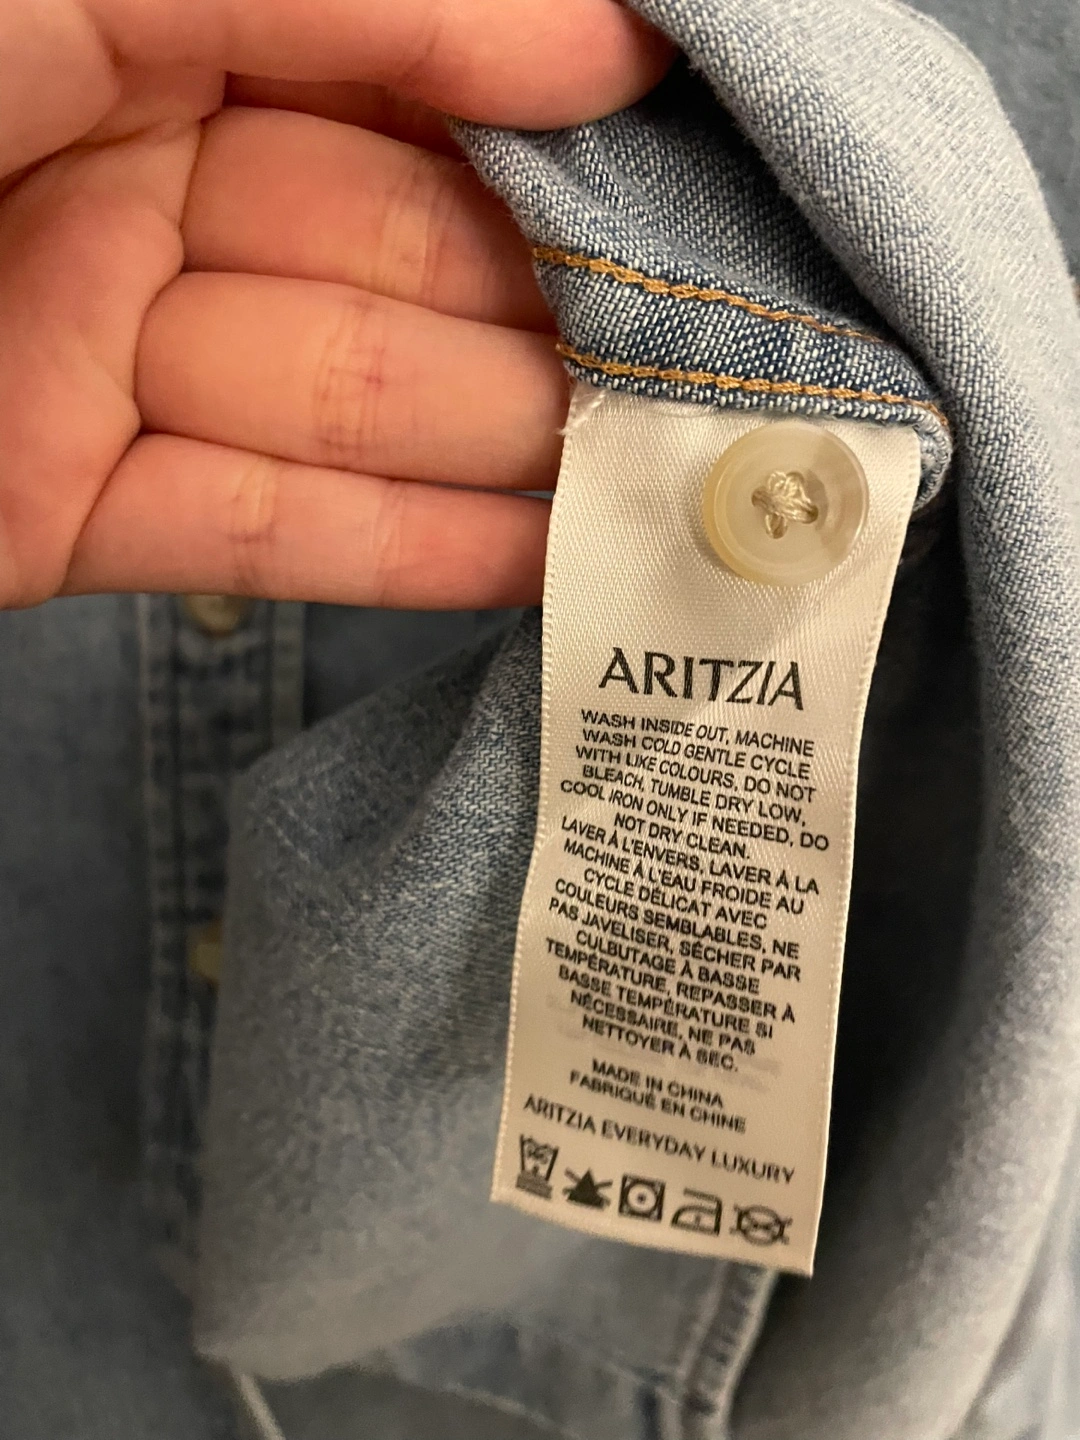 ARITZIA
WASH INSIDE OUT, MACHINE
WASH COLD GENTLE CYCLE
WITH LIKE COLOURS, DO NOT
BLEACH, TUMBLE DRY LOW,
COOL IRON ONLY IF NEEDED, DO
NOT DRY CLEAN.
LAVER À L'ENVERS, LAVER À LA
MACHINE À L'EAU FROIDE AU
CYCLE DÉLICAT AVEC
COULEURS SEMBLABLES, NE
PAS JAVELISER, SÉCHER PAR
CULBUTAGE À BASSE
TEMPÉRATURE, REPASSER À
BASSE TEMPÉRATURE SI
NÉCESSAIRE, NE PAS
NETTOYER À SEC.
MADE IN CHINA
FABRIQUÉ EN CHINE
ARITZIA EVERYDAY LUXURY